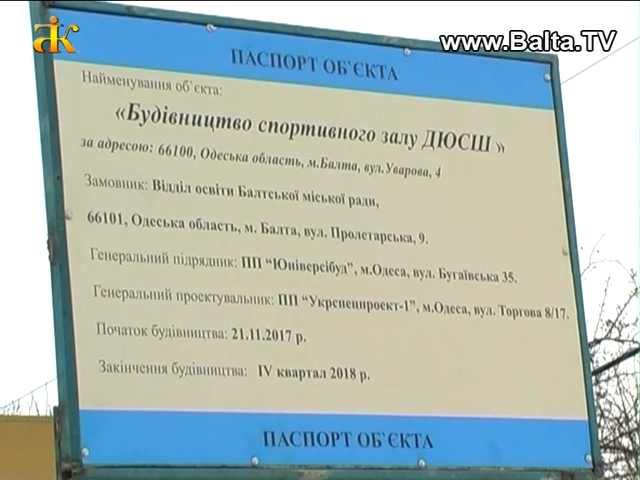 аТК
www.Balta.TV
ПАСПОРТ ОБ`ЄКТА
Найменування об`єкта:
«Будівництво спортивного залу ДЮСШ »
за адресою: 66100, Одеська область, м.Балта, вул.Уварова, 4
Замовник: Відділ освіти Балтської міської ради,
66101, Одеська область, м. Балта, вул. Пролетарська, 9.
Генеральний підрядник: ПП “Юніверсібуд”, м.Одеса, вул. Бугаївська 35.
Генеральний проектувальник: ПП “Укрспецпроект-1”, м.Одеса, вул. Торгова 8/17.
Початок будівництва: 21.11.2017 р.
Закінчення будівництва: IV квартал 2018 р.
ПАСПОРТ ОБ`ЄКТА